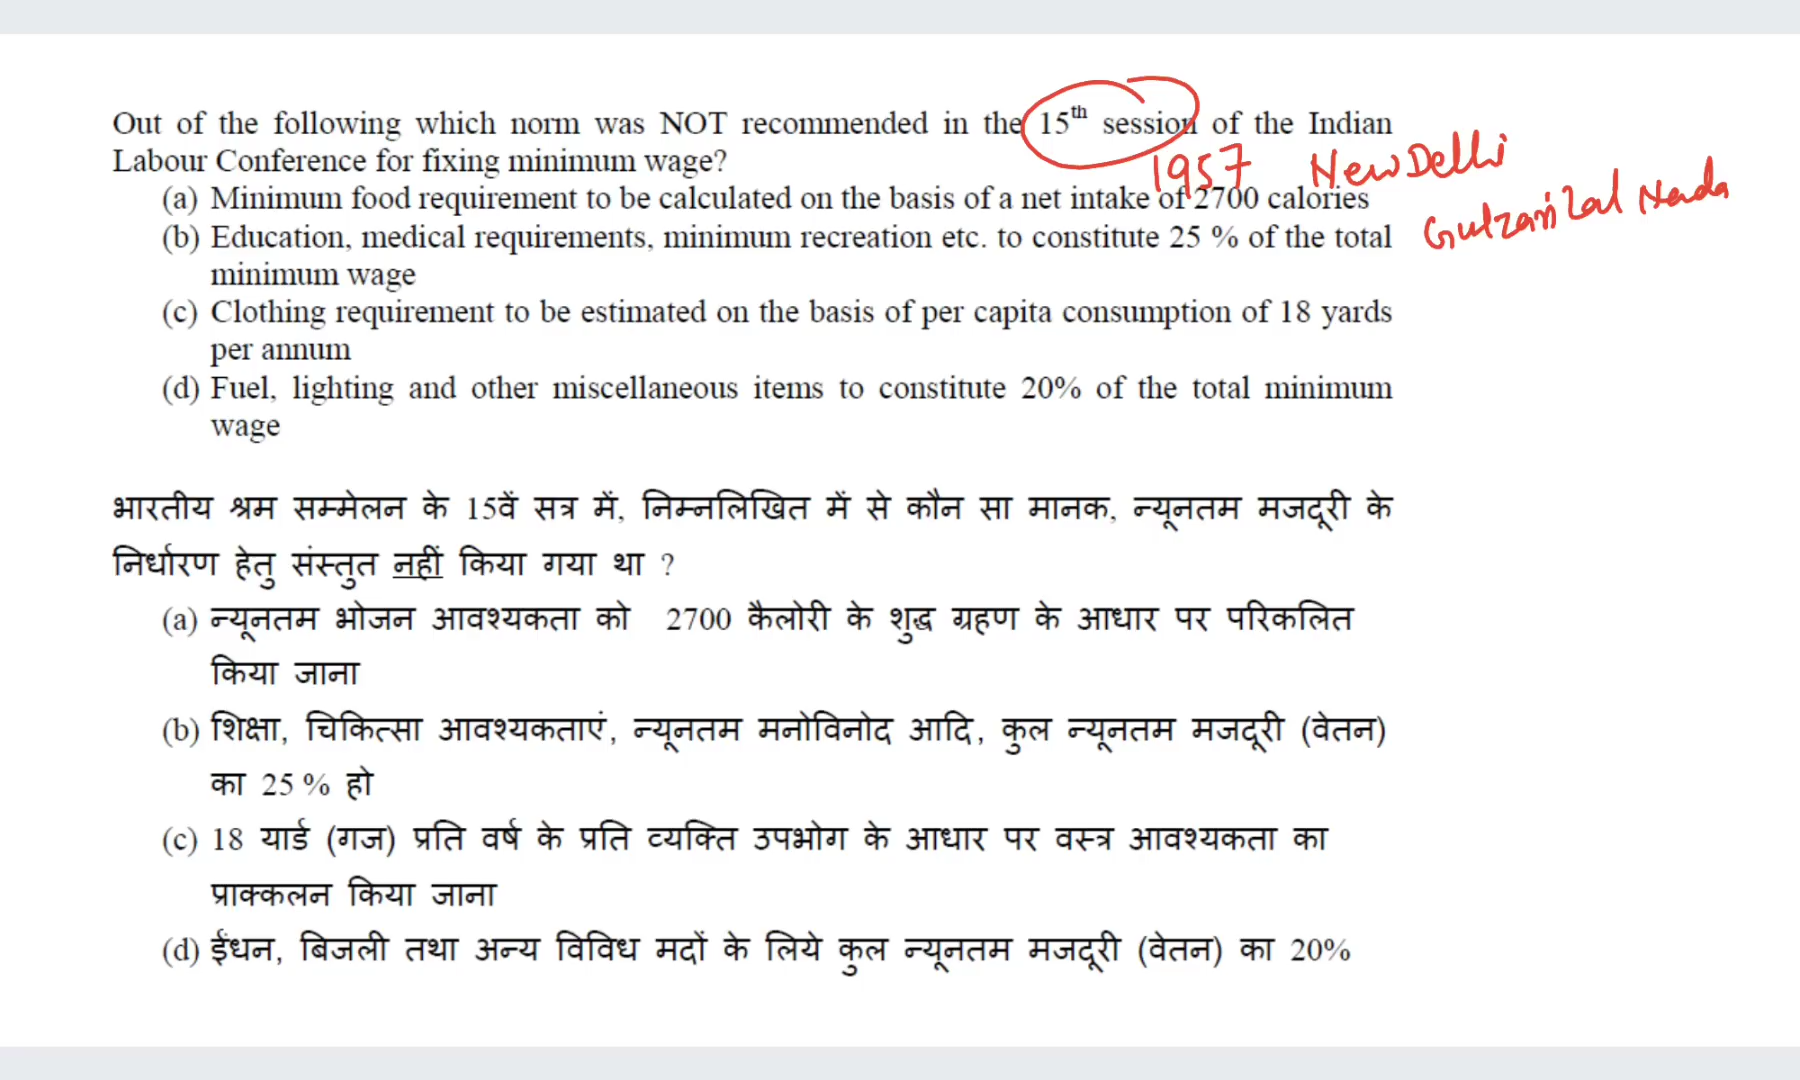 Out of the following which norm was NOT recommended in the 15th session of the Indian
Labour Conference for fixing minimum wage?
1957 New Delhi
(a) Minimum food requirement to be calculated on the basis of a net intake of 2700 calories
Gulzarilal Nada
(b) Education, medical requirements, minimum recreation etc. to constitute 25 % of the total
minimum wage
(c) Clothing requirement to be estimated on the basis of per capita consumption of 18 yards
per annum
(d) Fuel, lighting and other miscellaneous items to constitute 20% of the total minimum
wage
भारतीय श्रम सम्मेलन के 15वें सत्र में, निम्नलिखित में से कौन सा मानक, न्यूनतम मजदूरी के
निर्धारण हेतु संस्तुत नहीं किया गया था ?
(a) न्यूनतम भोजन आवश्यकता को 2700 कैलोरी के शुद्ध ग्रहण के आधार पर परिकलित
किया जाना
(b) शिक्षा, चिकित्सा आवश्यकताएं, न्यूनतम मनोविनोद आदि, कुल न्यूनतम मजदूरी (वेतन)
का 25 % हो
(c) 18 यार्ड (गज) प्रति वर्ष के प्रति व्यक्ति उपभोग के आधार पर वस्त्र आवश्यकता का
प्राक्कलन किया जाना
(d) ईंधन, बिजली तथा अन्य विविध मदों के लिये कुल न्यूनतम मजदूरी (वेतन) का 20%